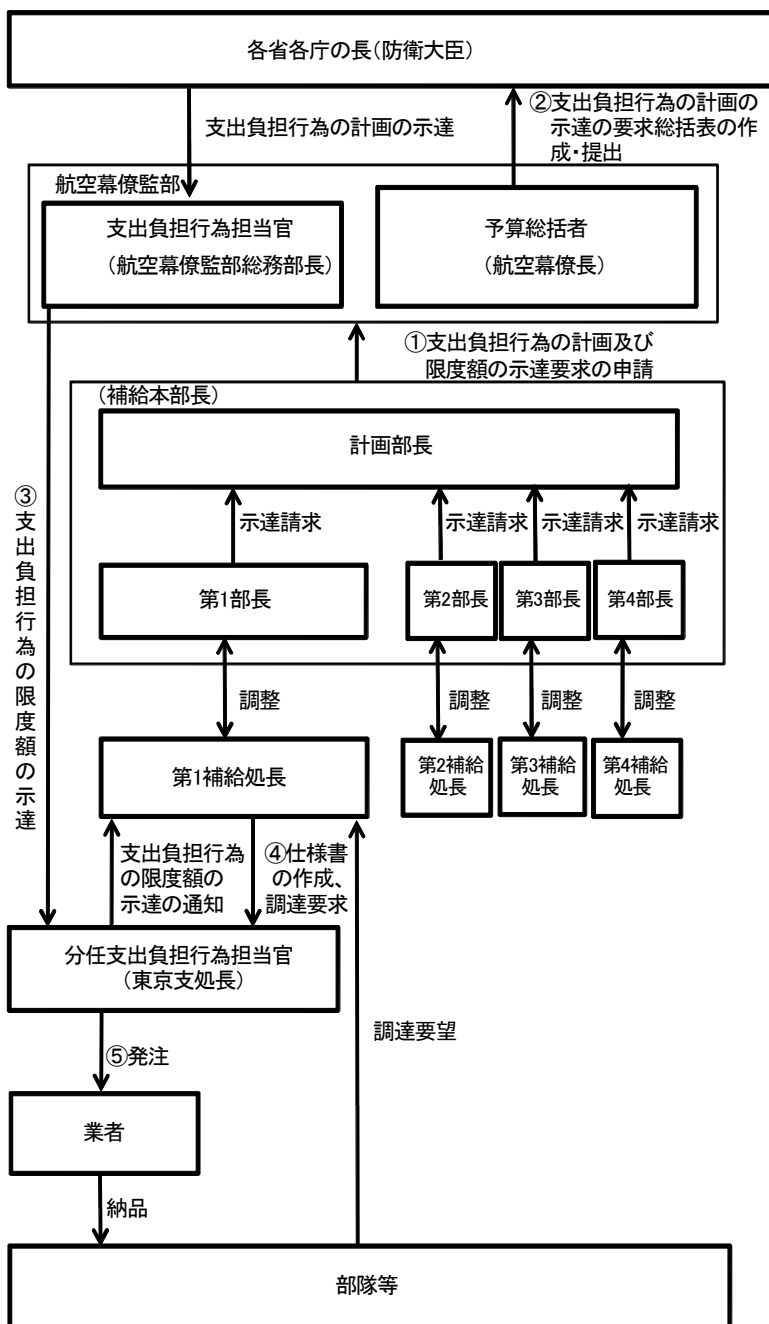 各省各庁の長(防衛大臣)
支出負担行為の計画の示達
②支出負担行為の計画の
示達の要求総括表の作
成・提出
航空幕僚監部
支出負担行為担当官
(航空幕僚監部総務部長)
予算総括者
(航空幕僚長)
①支出負担行為の計画及び
限度額の示達要求の申請
(補給本部長)
計画部長
示達請求
示達請求
示達請求
示達請求
第1部長
第2部長
第3部長
第4部長
調整
調整
調整
調整
③支出負担行為の限度額の示達
第1補給処長
第2補給
処長
第3補給
処長
第4補給
処長
支出負担行為
の限度額の
示達の通知
④仕様書
の作成、
調達要求
分任支出負担行為担当官
(東京支処長)
調達要望
⑤発注
業者
納品
部隊等